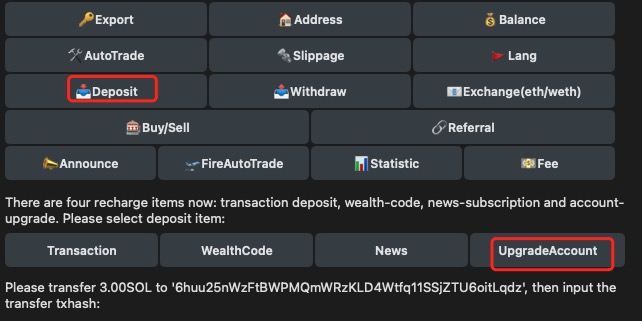 Export Address Balance
AutoTrade Slippage Lang
Deposit Withdraw Exchange(eth/weth)
Buy/Sell Referral
Announce FireAutoTrade Statistic Fee
There are four recharge items now: transaction deposit, wealth-code, news-subscription and account-
upgrade. Please select deposit item:
Transaction WealthCode News UpgradeAccount
Please transfer 3.00SOL to '6huu25nWzFtBWPMQmWRzKLD4Wtfq11SSjZTU6oitLqdz', then input the
transfer txhash: